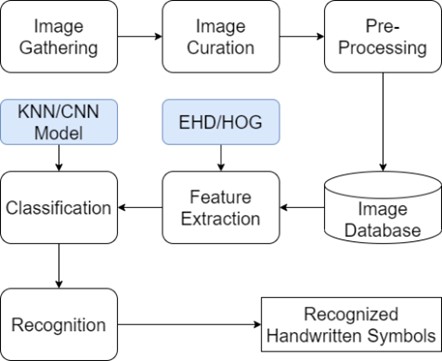 Image
Gathering
Image
Curation
Pre-
Processing
KNN/CNN
Model
EHD/HOG
Classification
Feature
Extraction
Image
Database
Recognition
Recognized
Handwritten Symbols